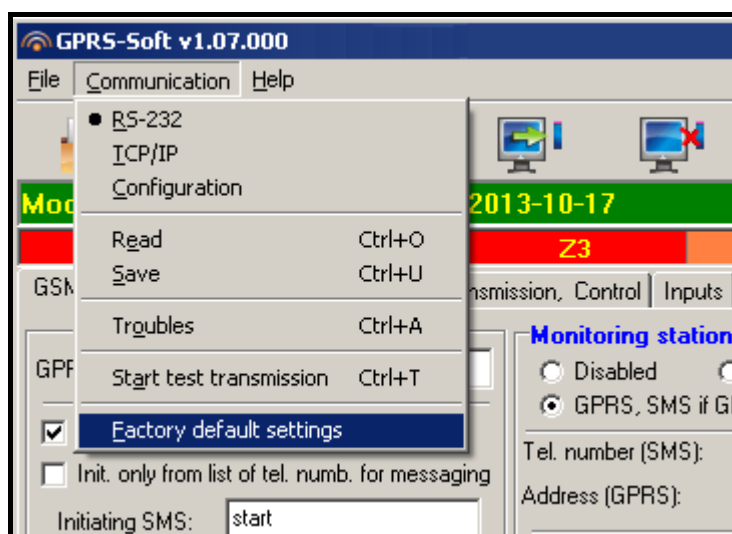 GPRS-Soft v1.07.000
File Communication Help
RS-232
TCP/IP
Configuration
2013-10-17
Read Ctrl+O
Z3
Save Ctrl+U
Control Inputs
Troubles Ctrl+A
Monitoring station
Disabled
Start test transmission Ctrl+T
GPRS, SMS if
Factory default settings
Tel. number (SMS):
Init. only from list of tel. numb. for messaging
Address (GPRS):
Initiating SMS: start